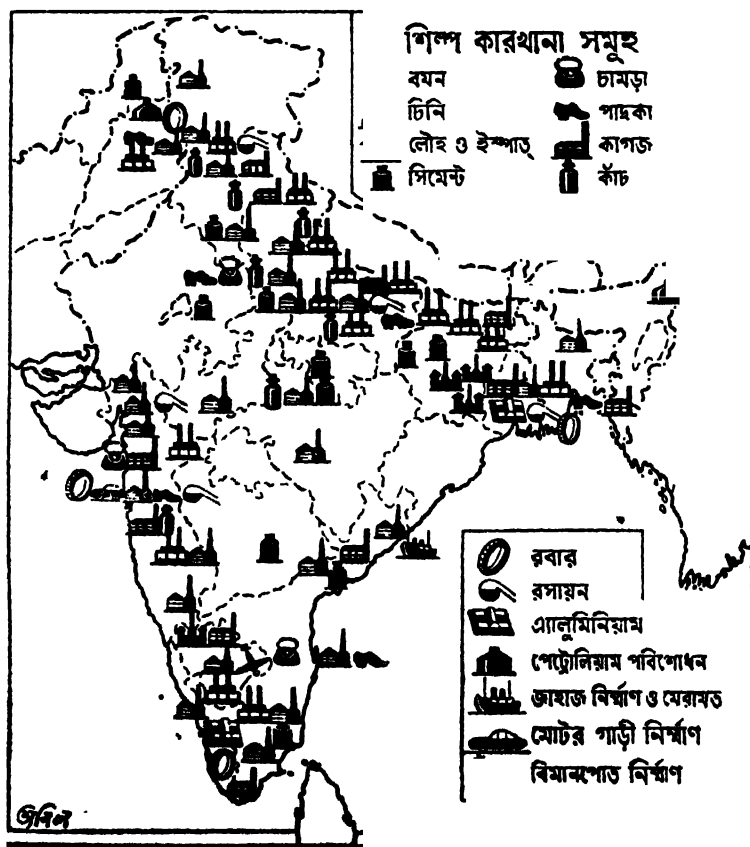 শিল্প কারখানা সমুহ
বয়ন
চিনি
লৌহ ও ইস্পাত্
সিমেন্ট
চামড়া
পাদুকা
কাগজ
কাঁচ
রবার
রসায়ন
এ্যালুমিনিয়াম
পেট্রোলিয়াম পরিশোধন
জাহাজ নির্মাণ ও মেরামত
মোটর গাড়ী নির্মাণ
বিমানপোত নির্মাণ